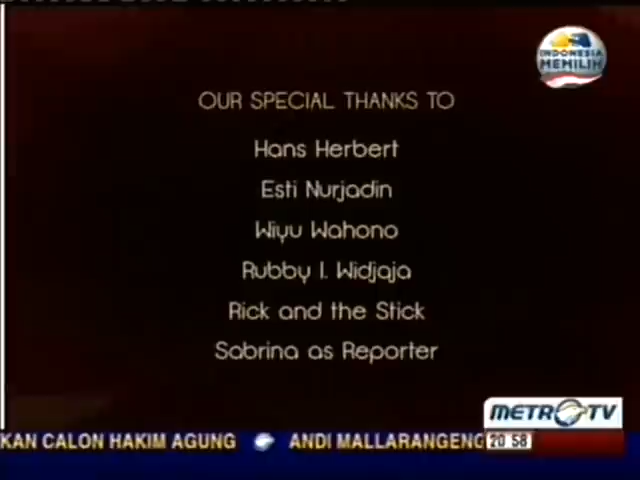 INDONESIA
MEMILIH
OUR SPECIAL THANKS TO
Hans Herbert
Esti Nurjadin
Wiyu Wahono
Rubby I. Widjaja
Rick and the Stick
Sabrina as Reporter
METRO TV
KAN CALON HAKIM AGUNG ANDI MALLARANGENG 20 58